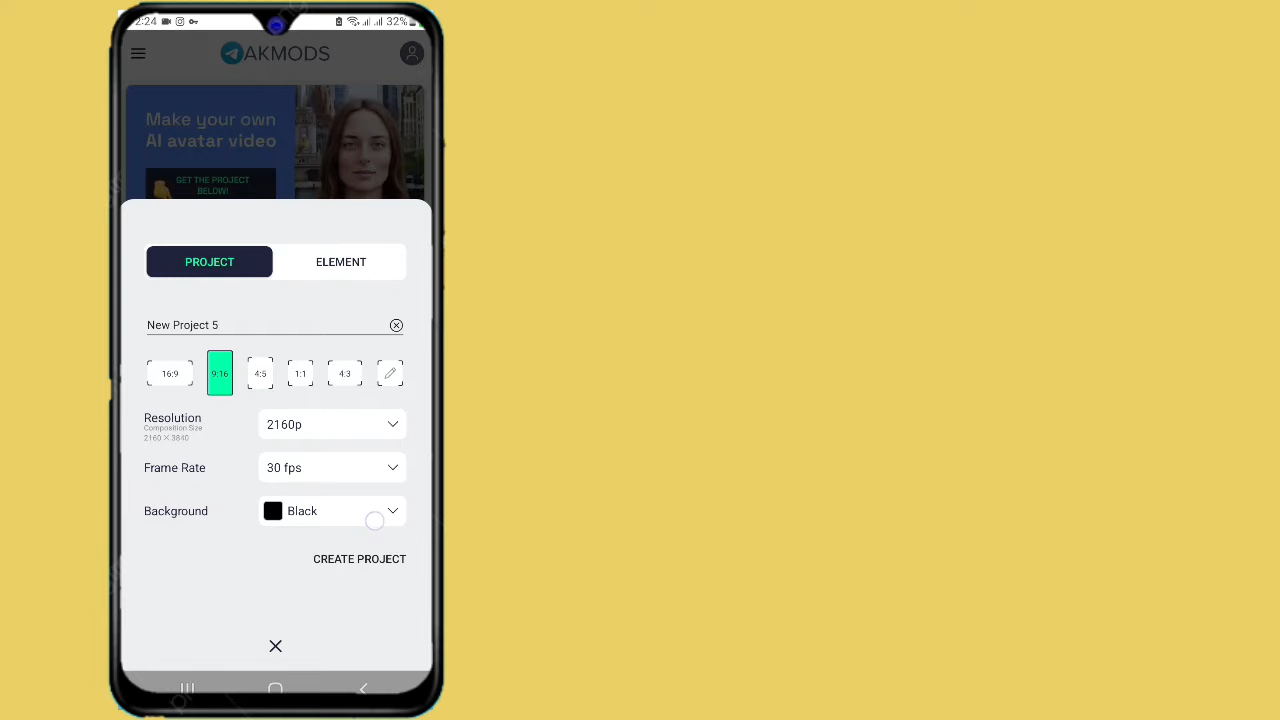 2:24 32%
AKMODS
Make your own
AI avatar video
GET THE PROJECT
BELOW!
PROJECT ELEMENT
New Project 5
16:9 9:16 4:5 1:1 4:3
Resolution 2160p
Composition Size
2160 × 3840
Frame Rate 30 fps
Background Black
CREATE PROJECT